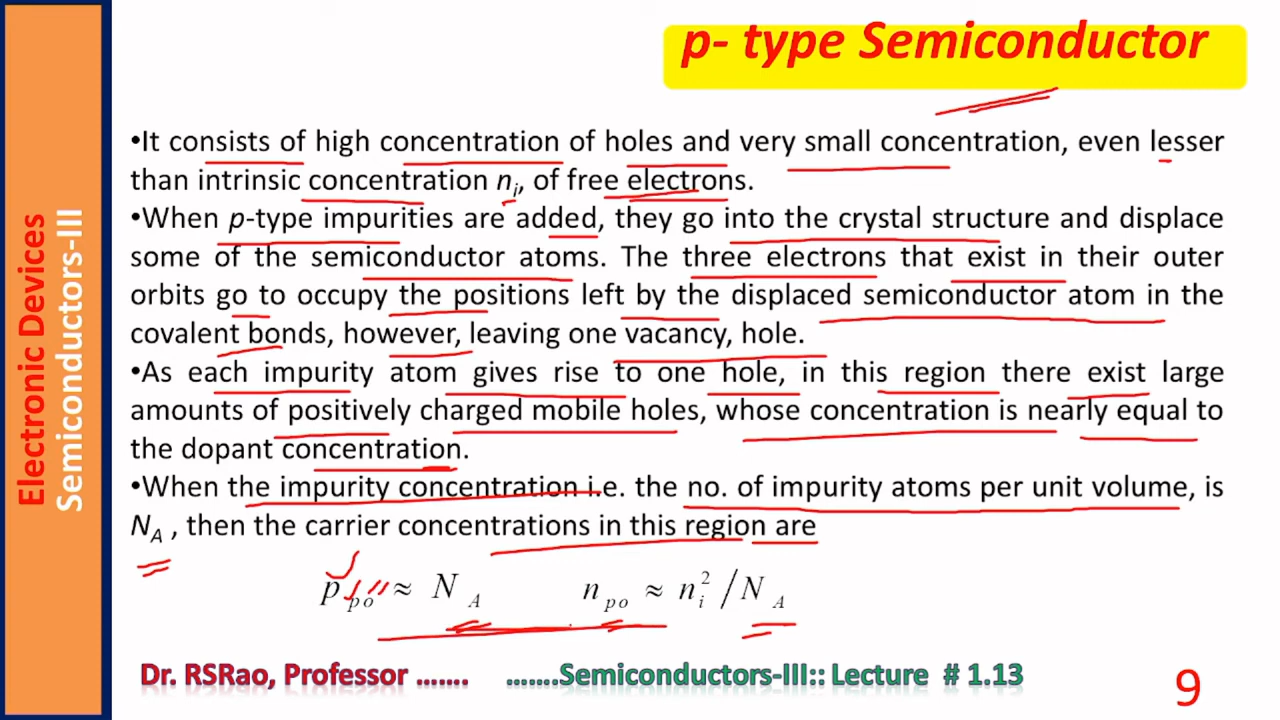 p- type Semiconductor
Electronic Devices
Semiconductors-III
•It consists of high concentration of holes and very small concentration, even lesser
than intrinsic concentration nᵢ, of free electrons.
•When p-type impurities are added, they go into the crystal structure and displace
some of the semiconductor atoms. The three electrons that exist in their outer
orbits go to occupy the positions left by the displaced semiconductor atom in the
covalent bonds, however, leaving one vacancy, hole.
•As each impurity atom gives rise to one hole, in this region there exist large
amounts of positively charged mobile holes, whose concentration is nearly equal to
the dopant concentration.
•When the impurity concentration i.e. the no. of impurity atoms per unit volume, is
N_A , then the carrier concentrations in this region are
p_po ≈ N_A n_po ≈ n_i^2 / N_A
Dr. RSRao, Professor ....... .......Semiconductors-III:: Lecture # 1.13
9